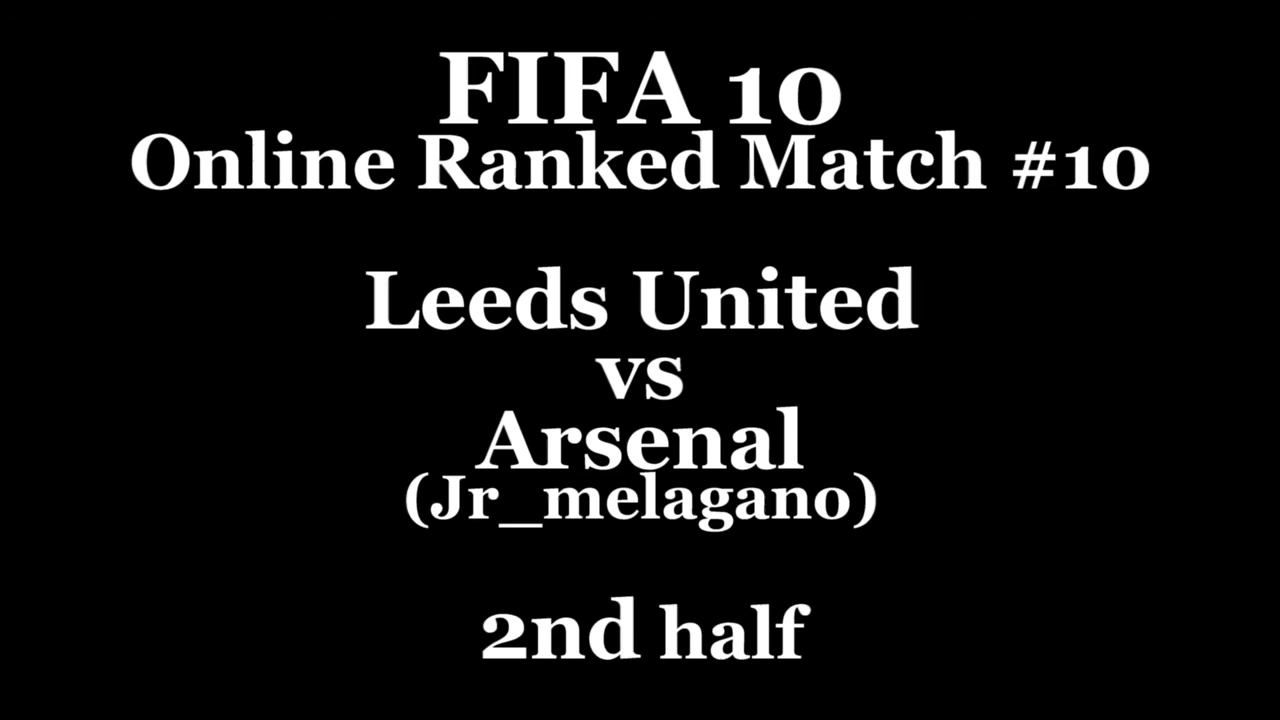 FIFA 10
Online Ranked Match #10
Leeds United
vs
Arsenal
(Jr_melagano)
2nd half